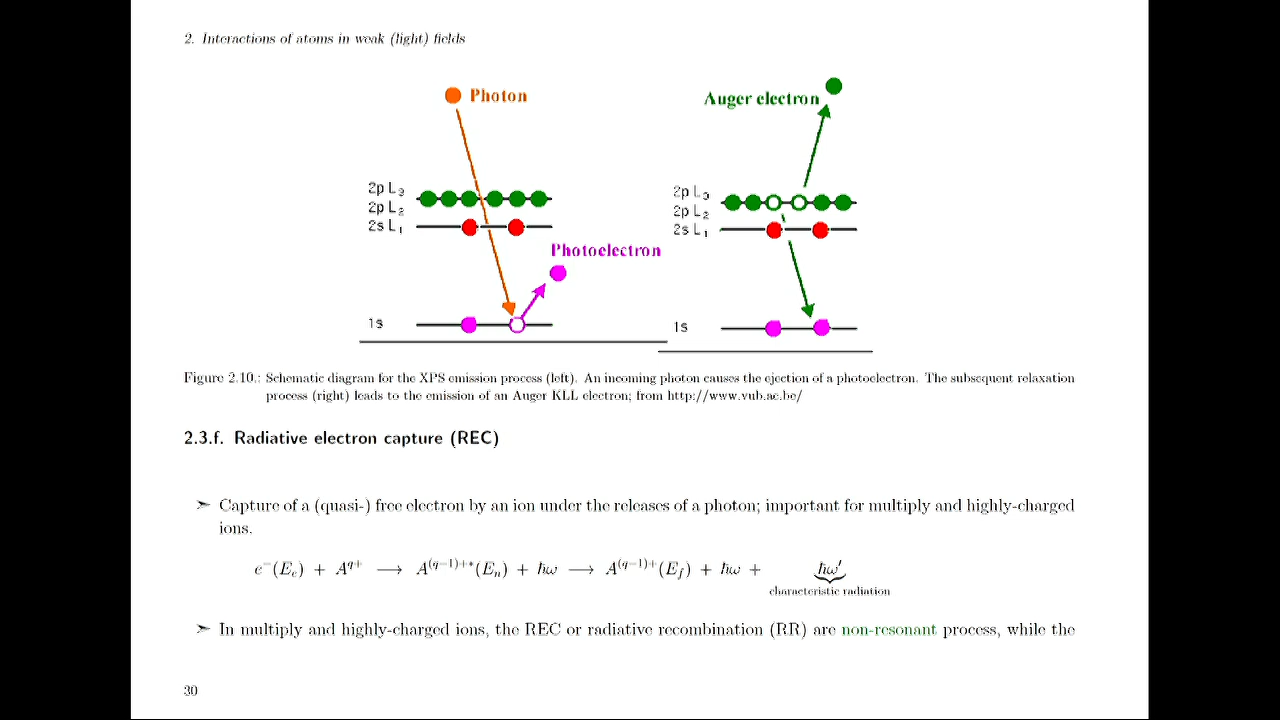 2. Interactions of atoms in weak (light) fields
Photon
Auger electron
2p L₃
2p L₂
2s L₁
Photoelectron
1s
2p L₃
2p L₂
2s L₁
1s
Figure 2.10.: Schematic diagram for the XPS emission process (left). An incoming photon causes the ejection of a photoelectron. The subsequent relaxation
process (right) leads to the emission of an Auger KLL electron; from http://www.vub.ac.be/
2.3.f. Radiative electron capture (REC)
➢ Capture of a (quasi-) free electron by an ion under the releases of a photon; important for multiply and highly-charged
ions.
e⁻(Eₑ) + A^{q+} ⟶ A^{(q−1)+*}(Eₙ) + ℏω ⟶ A^{(q−1)+}(E_f) + ℏω + ℏω′
characteristic radiation
➢ In multiply and highly-charged ions, the REC or radiative recombination (RR) are non-resonant process, while the
30